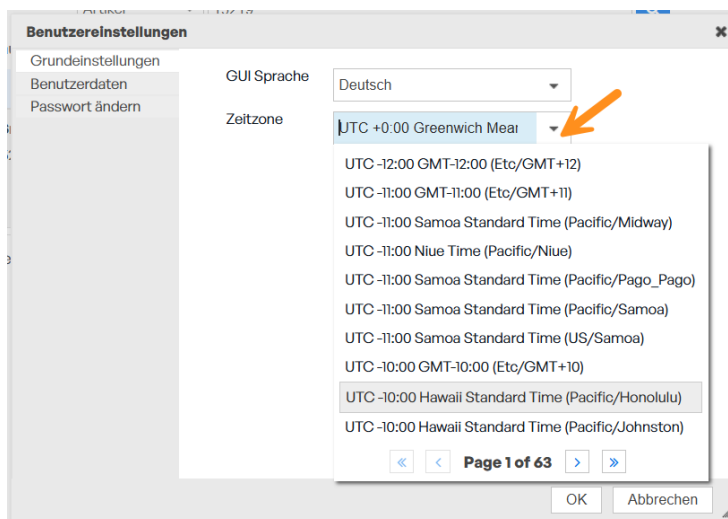 Benutzereinstellungen
Grundeinstellungen
Benutzerdaten
Passwort ändern
GUI Sprache
Deutsch
Zeitzone
UTC +0:00 Greenwich Mear
UTC -12:00 GMT-12:00 (Etc/GMT+12)
UTC -11:00 GMT-11:00 (Etc/GMT+11)
UTC -11:00 Samoa Standard Time (Pacific/Midway)
UTC -11:00 Niue Time (Pacific/Niue)
UTC -11:00 Samoa Standard Time (Pacific/Pago_Pago)
UTC -11:00 Samoa Standard Time (Pacific/Samoa)
UTC -11:00 Samoa Standard Time (US/Samoa)
UTC -10:00 GMT-10:00 (Etc/GMT+10)
UTC -10:00 Hawaii Standard Time (Pacific/Honolulu)
UTC -10:00 Hawaii Standard Time (Pacific/Johnston)
Page 1 of 63
OK Abbrechen